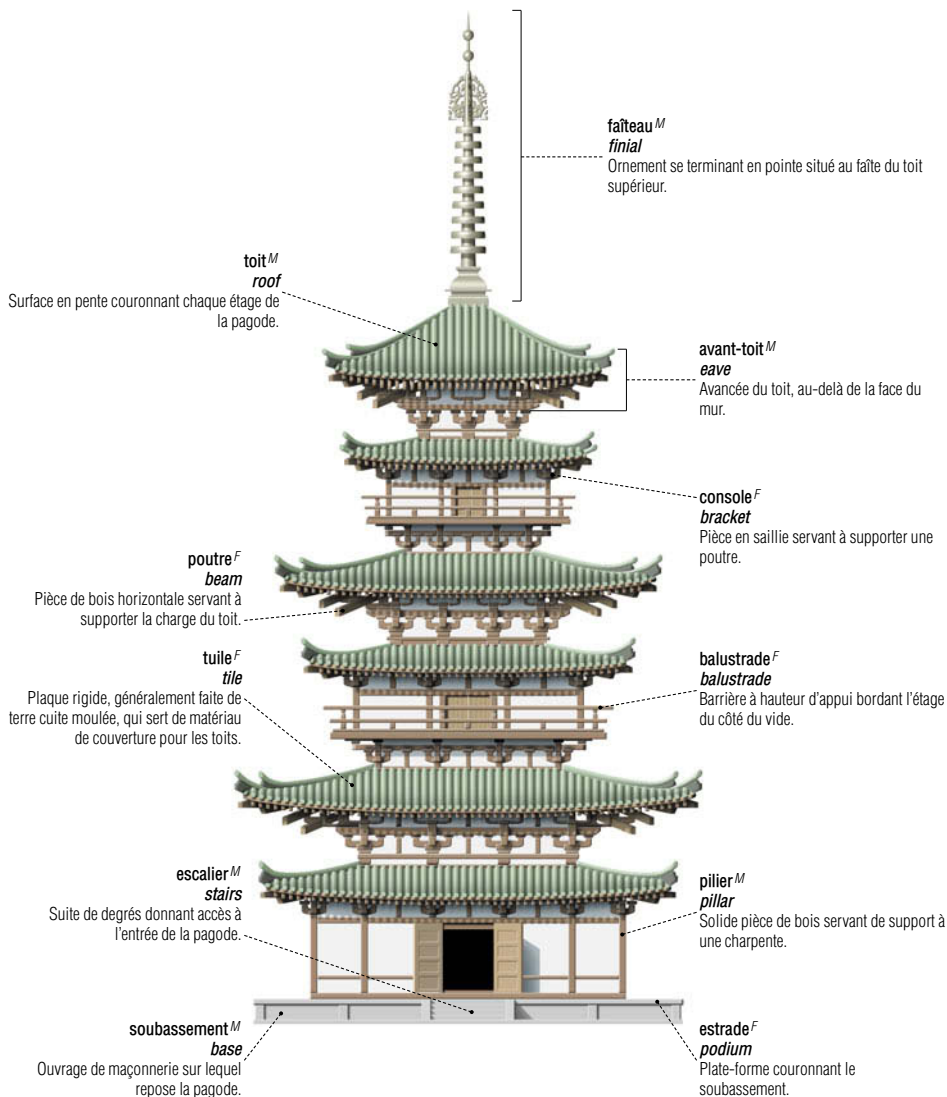 faîteau M
finial
Ornement se terminant en pointe situé au faîte du toit
supérieur.
toit M
roof
Surface en pente couronnant chaque étage de
la pagode.
avant-toit M
eave
Avancée du toit, au-delà de la face du
mur.
console F
bracket
Pièce en saillie servant à supporter une
poutre.
poutre F
beam
Pièce de bois horizontale servant à
supporter la charge du toit.
tuile F
tile
Plaque rigide, généralement faite de
terre cuite moulée, qui sert de matériau
de couverture pour les toits.
balustrade F
balustrade
Barrière à hauteur d'appui bordant l'étage
du côté du vide.
escalier M
stairs
Suite de degrés donnant accès à
l'entrée de la pagode.
pilier M
pillar
Solide pièce de bois servant de support à
une charpente.
soubassement M
base
Ouvrage de maçonnerie sur lequel
repose la pagode.
estrade F
podium
Plate-forme couronnant le
soubassement.